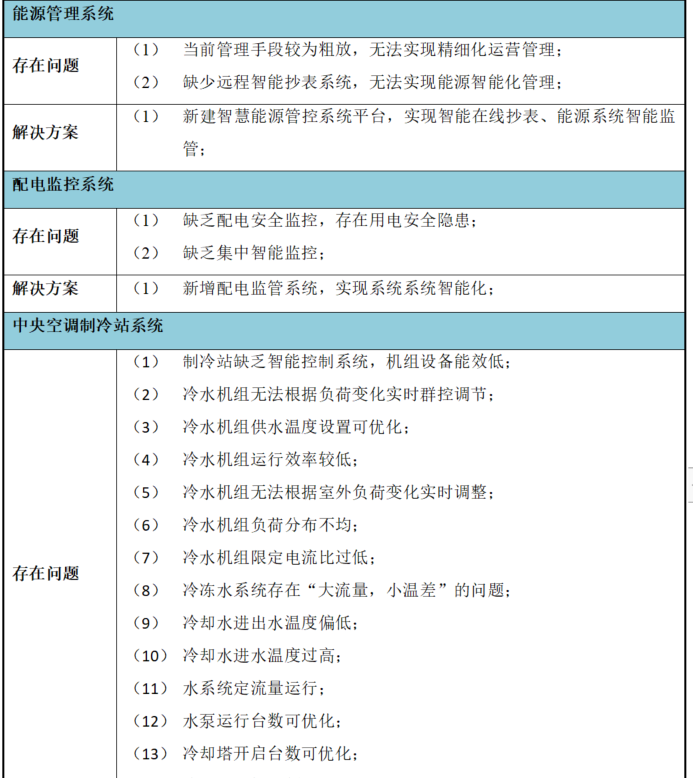 能源管理系统
存在问题
（1） 当前管理手段较为粗放，无法实现精细化运营管理；
（2） 缺少远程智能抄表系统，无法实现能源智能化管理；
解决方案
（1） 新建智慧能源管控系统平台，实现智能在线抄表、能源系统智能监
管；
配电监控系统
存在问题
（1） 缺乏配电安全监控，存在用电安全隐患；
（2） 缺乏集中智能监控；
解决方案
（1） 新增配电监管系统，实现系统系统智能化；
中央空调制冷站系统
存在问题
（1） 制冷站缺乏智能控制系统，机组设备能效低；
（2） 冷水机组无法根据负荷变化实时群控调节；
（3） 冷水机组供水温度设置可优化；
（4） 冷水机组运行效率较低；
（5） 冷水机组无法根据室外负荷变化实时调整；
（6） 冷水机组负荷分布不均；
（7） 冷水机组限定电流比过低；
（8） 冷冻水系统存在“大流量，小温差”的问题；
（9） 冷却水进出水温度偏低；
（10） 冷却水进水温度过高；
（11） 水系统定流量运行；
（12） 水泵运行台数可优化；
（13） 冷却塔开启台数可优化；